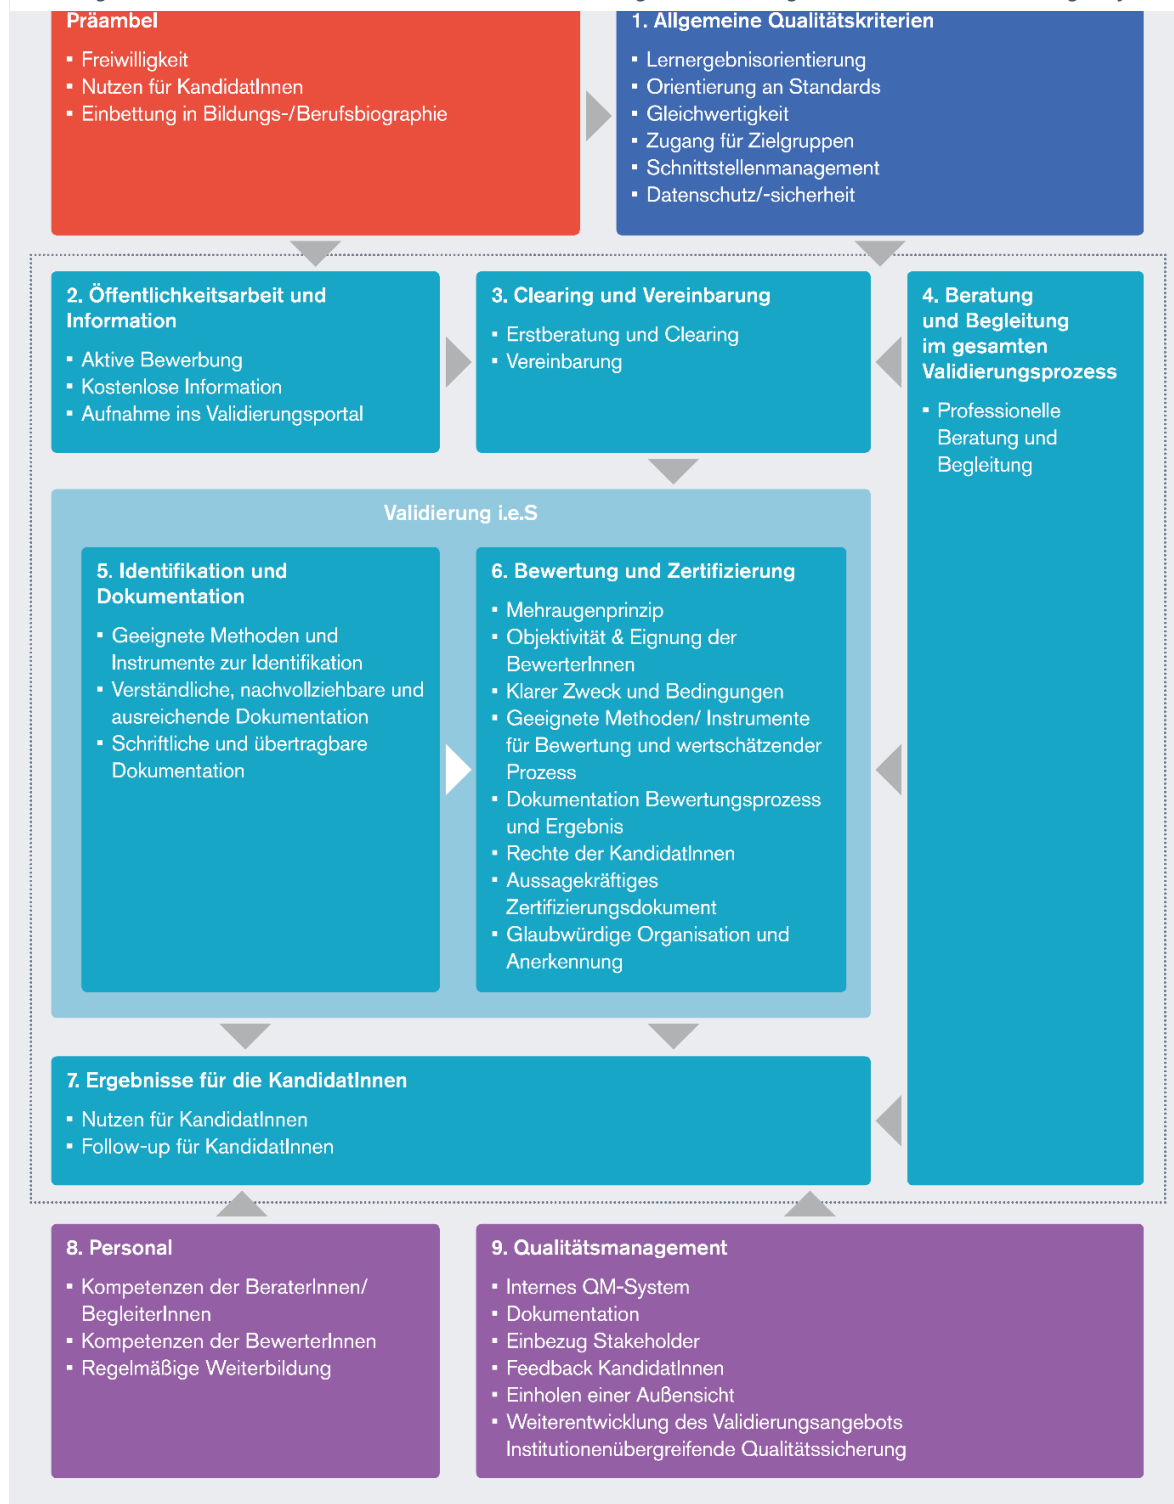 Präambel
▪ Freiwilligkeit
▪ Nutzen für KandidatInnen
▪ Einbettung in Bildungs-/Berufsbiographie
1. Allgemeine Qualitätskriterien
▪ Lernergebnisorientierung
▪ Orientierung an Standards
▪ Gleichwertigkeit
▪ Zugang für Zielgruppen
▪ Schnittstellenmanagement
▪ Datenschutz/-sicherheit
2. Öffentlichkeitsarbeit und
Information
▪ Aktive Bewerbung
▪ Kostenlose Information
▪ Aufnahme ins Validierungsportal
3. Clearing und Vereinbarung
▪ Erstberatung und Clearing
▪ Vereinbarung
4. Beratung
und Begleitung
im gesamten
Validierungsprozess
▪ Professionelle
Beratung und
Begleitung
Validierung i.e.S
5. Identifikation und
Dokumentation
▪ Geeignete Methoden und
Instrumente zur Identifikation
▪ Verständliche, nachvollziehbare und
ausreichende Dokumentation
▪ Schriftliche und übertragbare
Dokumentation
6. Bewertung und Zertifizierung
▪ Mehraugenprinzip
▪ Objektivität & Eignung der
BewerterInnen
▪ Klarer Zweck und Bedingungen
▪ Geeignete Methoden/ Instrumente
für Bewertung und wertschätzender
Prozess
▪ Dokumentation Bewertungsprozess
und Ergebnis
▪ Rechte der KandidatInnen
▪ Aussagekräftiges
Zertifizierungsdokument
▪ Glaubwürdige Organisation und
Anerkennung
7. Ergebnisse für die KandidatInnen
▪ Nutzen für KandidatInnen
▪ Follow-up für KandidatInnen
8. Personal
▪ Kompetenzen der BeraterInnen/
BegleiterInnen
▪ Kompetenzen der BewerterInnen
▪ Regelmäßige Weiterbildung
9. Qualitätsmanagement
▪ Internes QM-System
▪ Dokumentation
▪ Einbezug Stakeholder
▪ Feedback KandidatInnen
▪ Einholen einer Außensicht
▪ Weiterentwicklung des Validierungsangebots
Institutionenübergreifende Qualitätssicherung